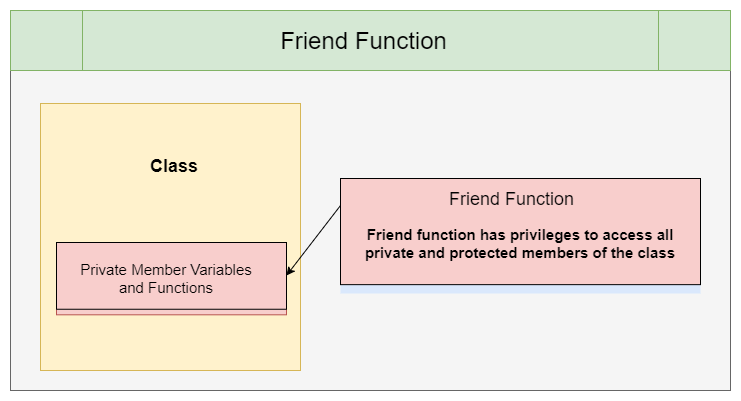 Friend Function
Class
Friend Function
Friend function has privileges to access all
private and protected members of the class
Private Member Variables
and Functions